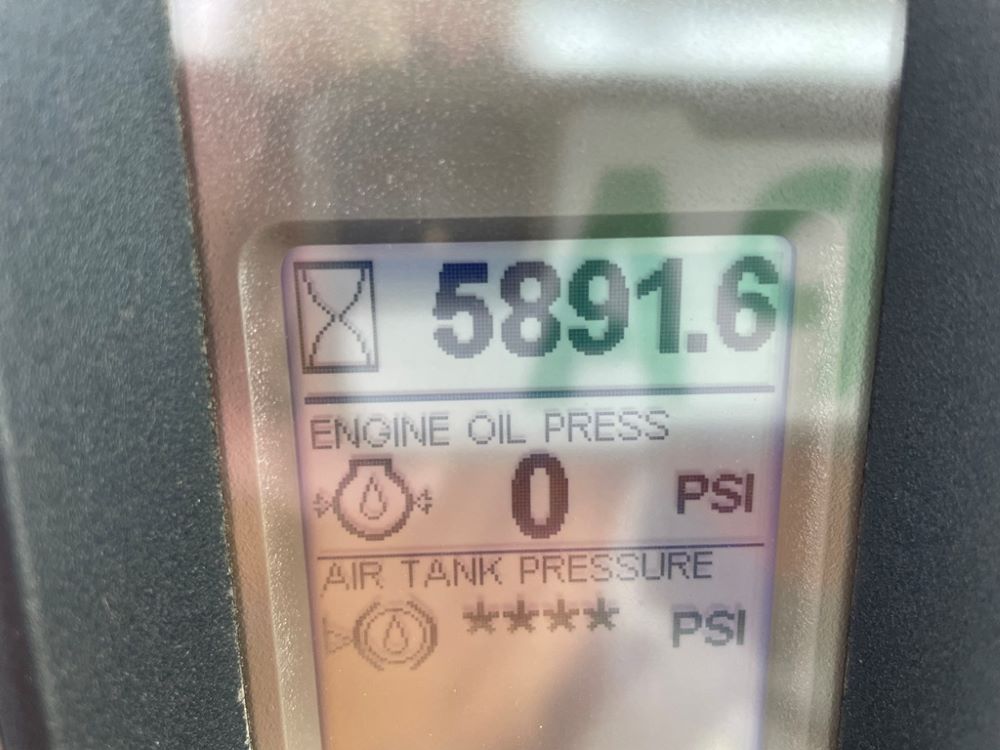 5891.6
ENGINE OIL PRESS
0 PSI
AIR TANK PRESSURE
**** PSI